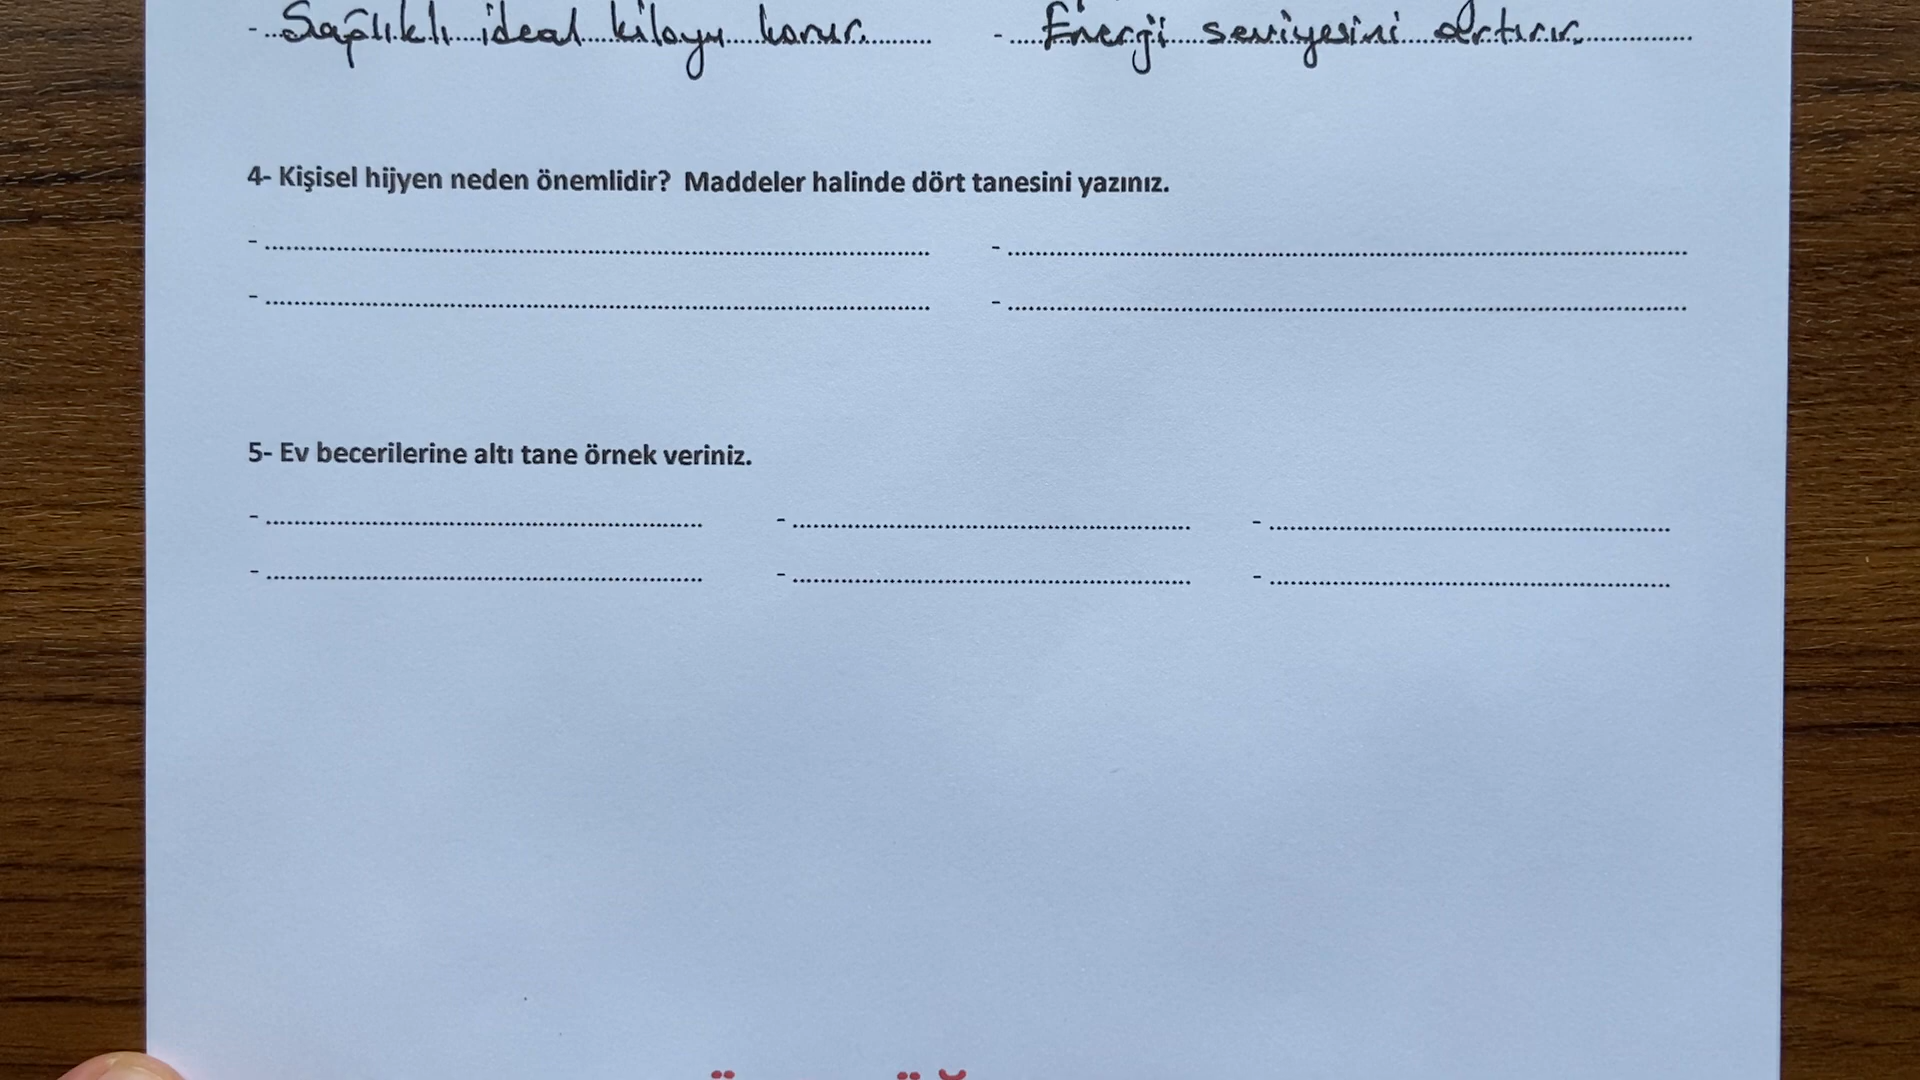 - Sağlıklı ideal kiloyu korur. - Enerji seviyesini artırır.
4- Kişisel hijyen neden önemlidir? Maddeler halinde dört tanesini yazınız.
- ........................ - ........................
- ........................ - ........................
5- Ev becerilerine altı tane örnek veriniz.
- ........................ - ........................ - ........................
- ........................ - ........................ - ........................